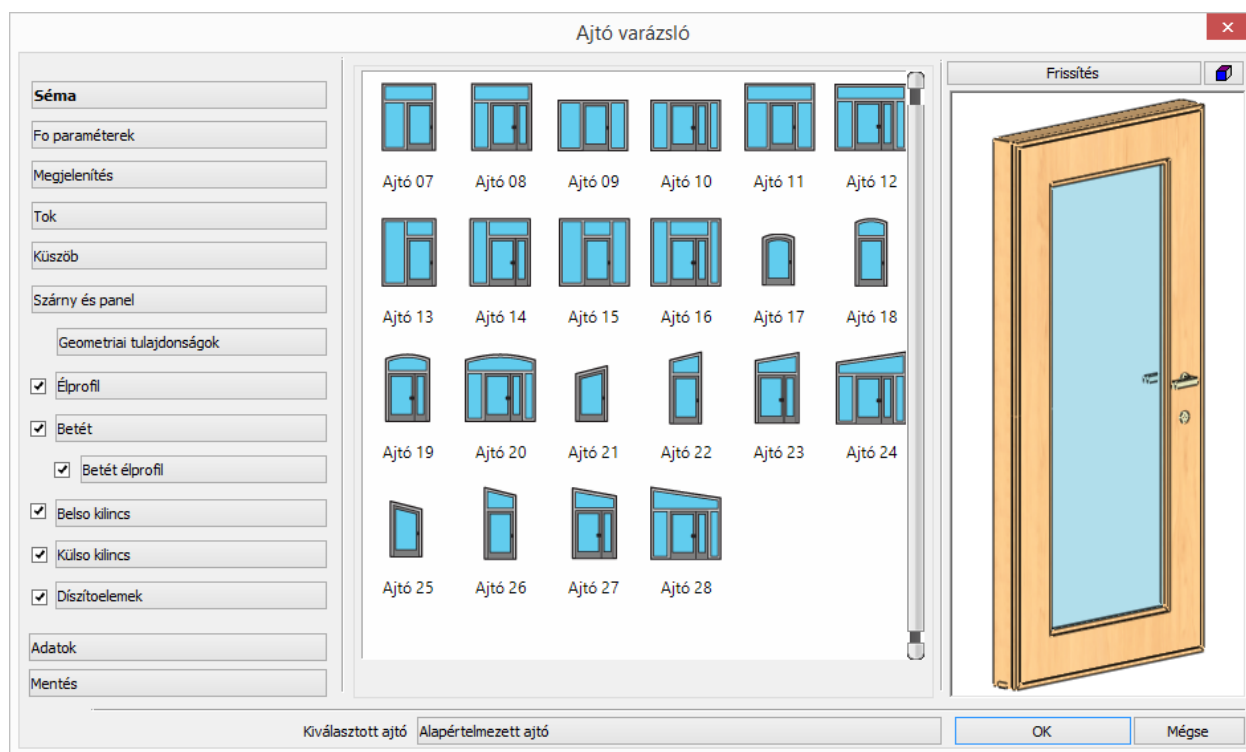 Ajtó varázsló
Séma
Fo paraméterek
Megjelenítés
Tok
Küszöb
Szárny és panel
Geometriai tulajdonságok
Élprofil
Betét
Betét élprofil
Belso kilincs
Külso kilincs
Díszítoelemek
Adatok
Mentés
Ajtó 07 Ajtó 08 Ajtó 09 Ajtó 10 Ajtó 11 Ajtó 12
Ajtó 13 Ajtó 14 Ajtó 15 Ajtó 16 Ajtó 17 Ajtó 18
Ajtó 19 Ajtó 20 Ajtó 21 Ajtó 22 Ajtó 23 Ajtó 24
Ajtó 25 Ajtó 26 Ajtó 27 Ajtó 28
Frissítés
Kiválasztott ajtó Alapértelmezett ajtó
OK Mégse